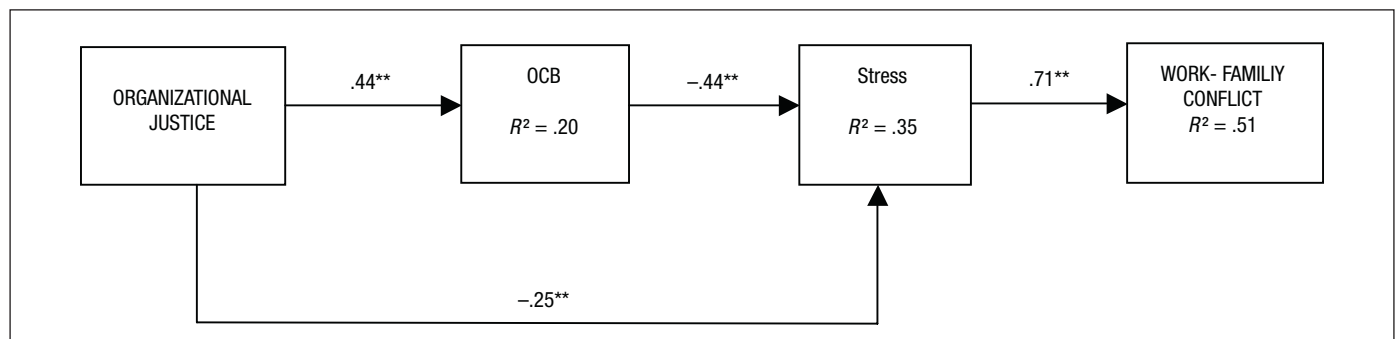 ORGANIZATIONAL
JUSTICE
.44**
OCB
R² = .20
–.44**
Stress
R² = .35
.71**
WORK- FAMILIY
CONFLICT
R² = .51
–.25**